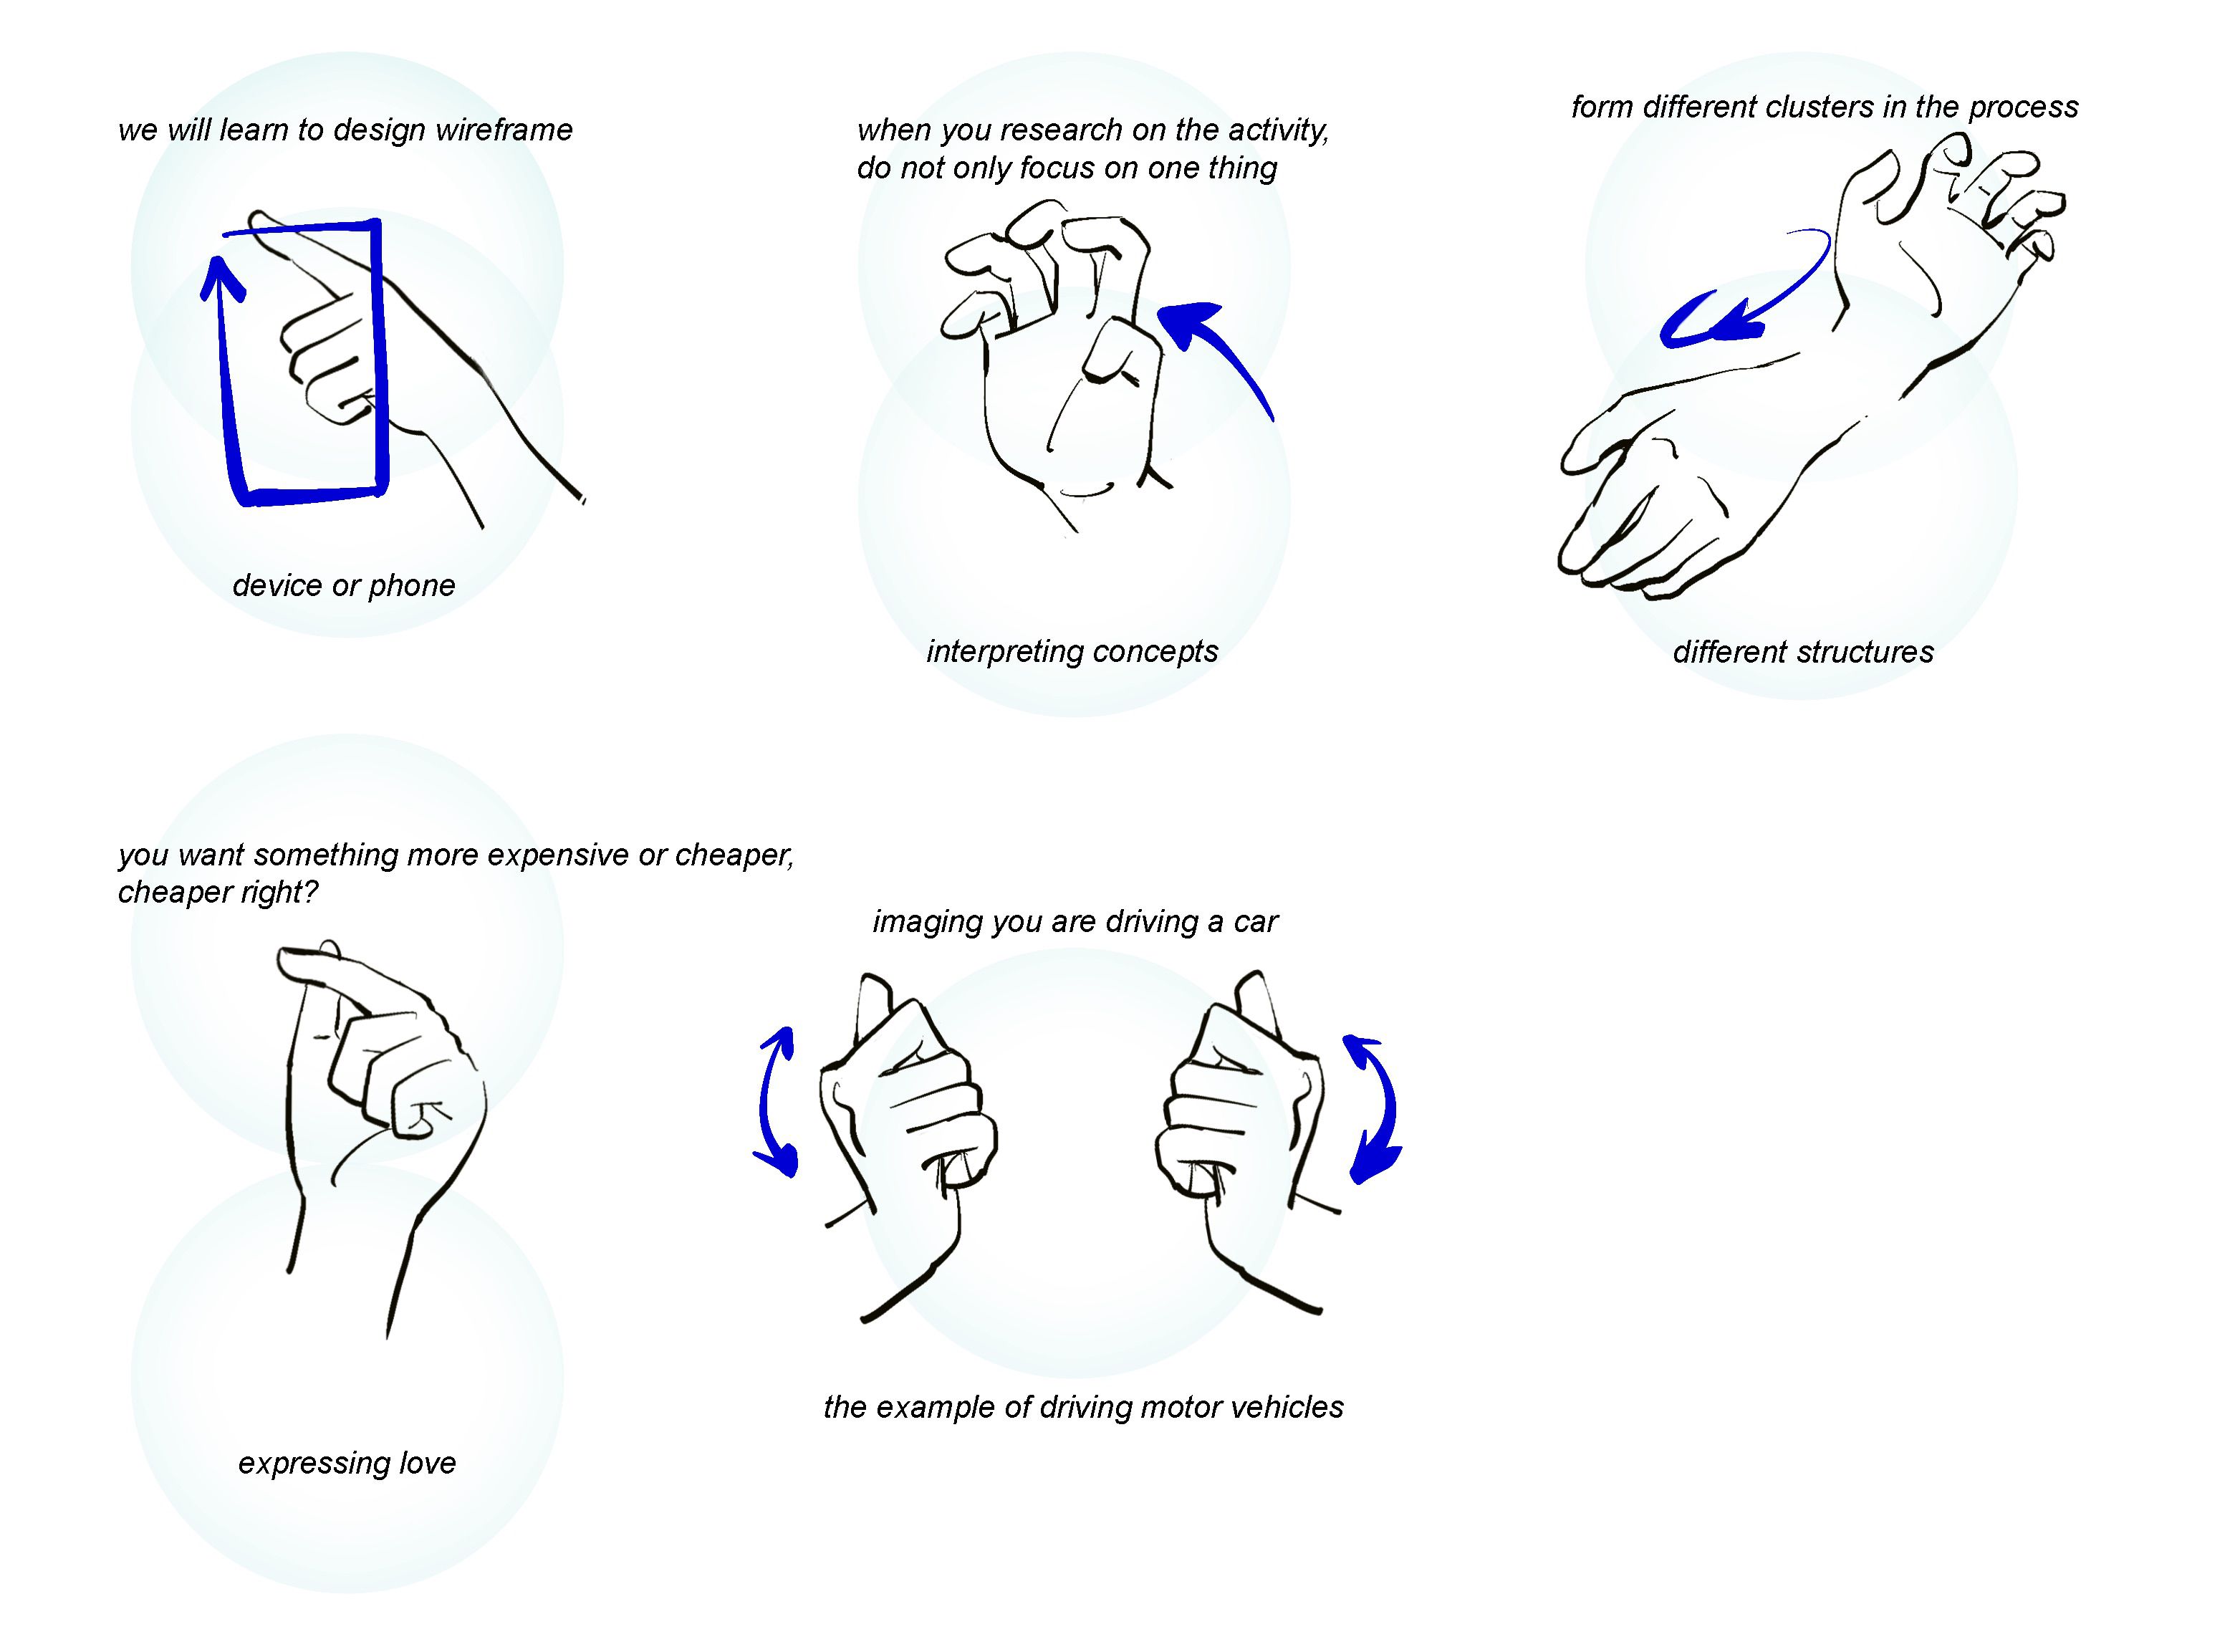 we will learn to design wireframe
device or phone
when you research on the activity,
do not only focus on one thing
interpreting concepts
form different clusters in the process
different structures
you want something more expensive or cheaper,
cheaper right?
expressing love
imaging you are driving a car
the example of driving motor vehicles